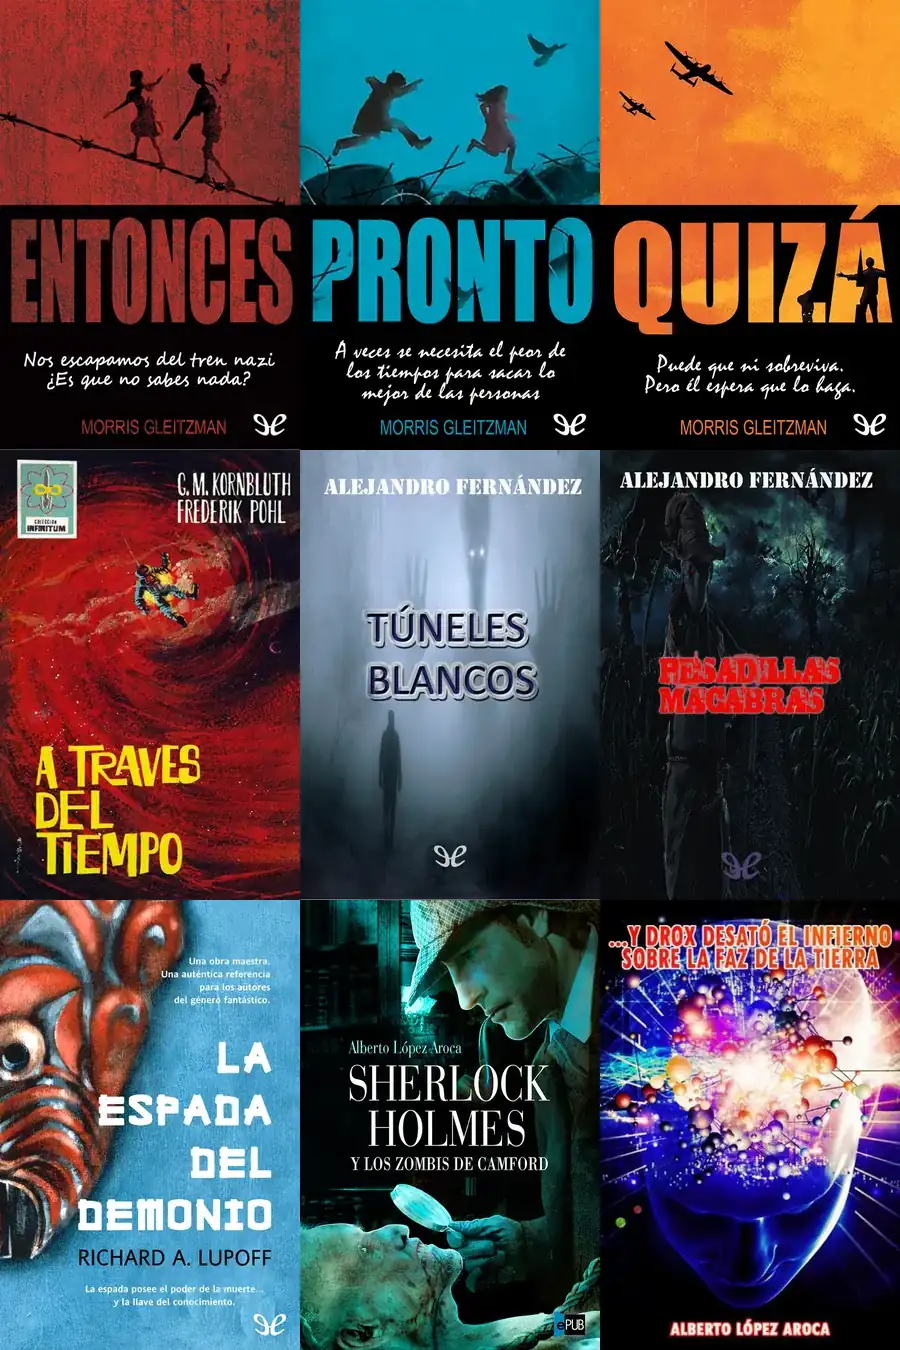 ENTONCES
Nos escapamos del tren nazi
¿Es que no sabes nada?
MORRIS GLEITZMAN
PRONTO
A veces se necesita el peor de
los tiempos para sacar lo
mejor de las personas
MORRIS GLEITZMAN
QUIZÁ
Puede que ni sobreviva.
Pero él espera que lo haga.
MORRIS GLEITZMAN
COLECCION
INFINITUM
C. M. KORNBLUTH
FREDERIK POHL
A TRAVES
DEL
TIEMPO
ALEJANDRO FERNÁNDEZ
TÚNELES
BLANCOS
ALEJANDRO FERNÁNDEZ
PESADILLAS
MACABRAS
Una obra maestra.
Una auténtica referencia
para los autores
del género fantástico.
LA
ESPADA
DEL
DEMONIO
RICHARD A. LUPOFF
La espada posee el poder de la muerte...
y la llave del conocimiento.
Alberto López Aroca
SHERLOCK
HOLMES
Y LOS ZOMBIS DE CAMFORD
ePUB
...Y DROX DESATÓ EL INFIERNO
SOBRE LA FAZ DE LA TIERRA
ALBERTO LÓPEZ AROCA